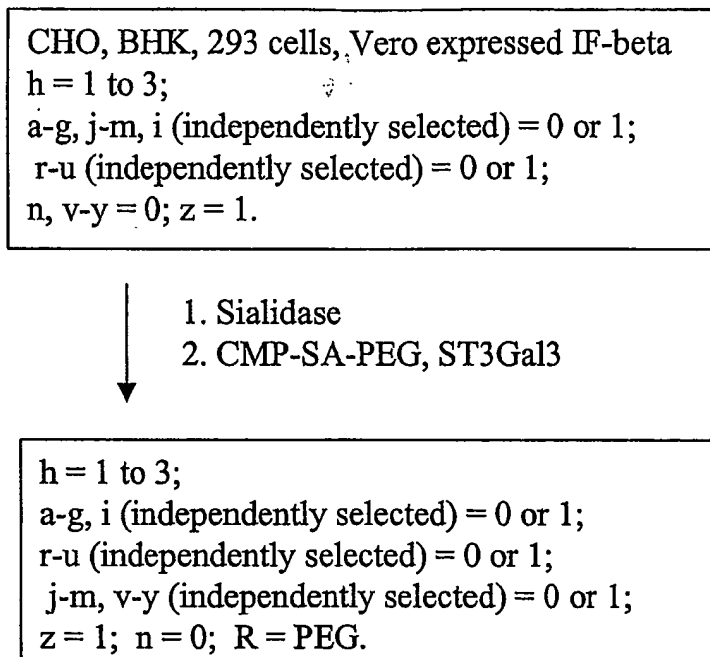 CHO, BHK, 293 cells, Vero expressed IF-beta
h = 1 to 3;
a-g, j-m, i (independently selected) = 0 or 1;
r-u (independently selected) = 0 or 1;
n, v-y = 0; z = 1.
1. Sialidase
2. CMP-SA-PEG, ST3Gal3
h = 1 to 3;
a-g, i (independently selected) = 0 or 1;
r-u (independently selected) = 0 or 1;
j-m, v-y (independently selected) = 0 or 1;
z = 1; n = 0; R = PEG.